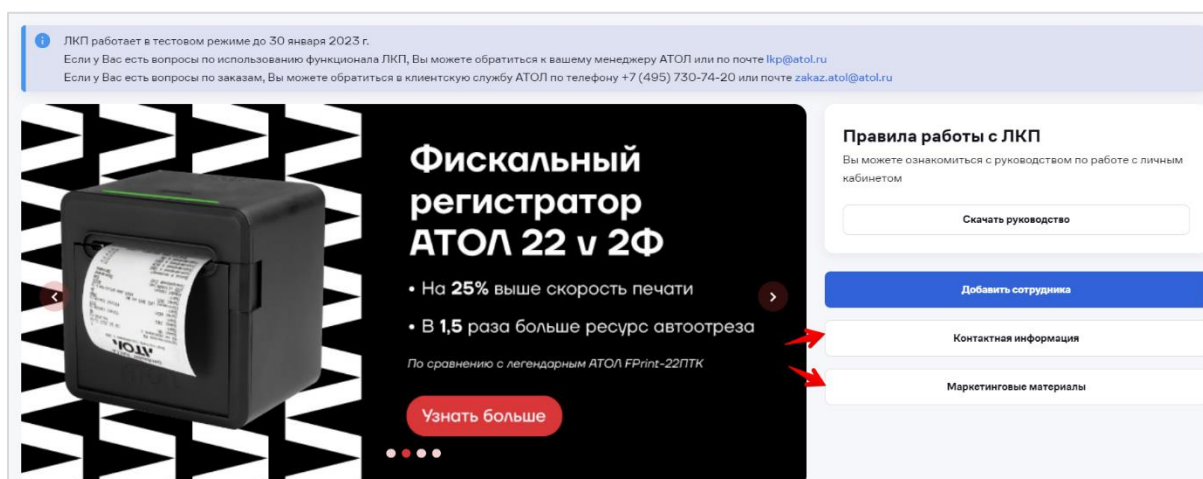 ЛКП работает в тестовом режиме до 30 января 2023 г.
Если у Вас есть вопросы по использованию функционала ЛКП, Вы можете обратиться к вашему менеджеру АТОЛ или по почте lkp@atol.ru
Если у Вас есть вопросы по заказам, Вы можете обратиться в клиентскую службу АТОЛ по телефону +7 (495) 730-74-20 или почте zakaz.atol@atol.ru
Фискальный
регистратор
АТОЛ 22 v 2Ф
• На 25% выше скорость печати
• В 1,5 раза больше ресурс автоотреза
По сравнению с легендарным АТОЛ FPrint-22ПТК
Узнать больше
АТОЛ
Правила работы с ЛКП
Вы можете ознакомиться с руководством по работе с личным
кабинетом
Скачать руководство
Добавить сотрудника
Контактная информация
Маркетинговые материалы